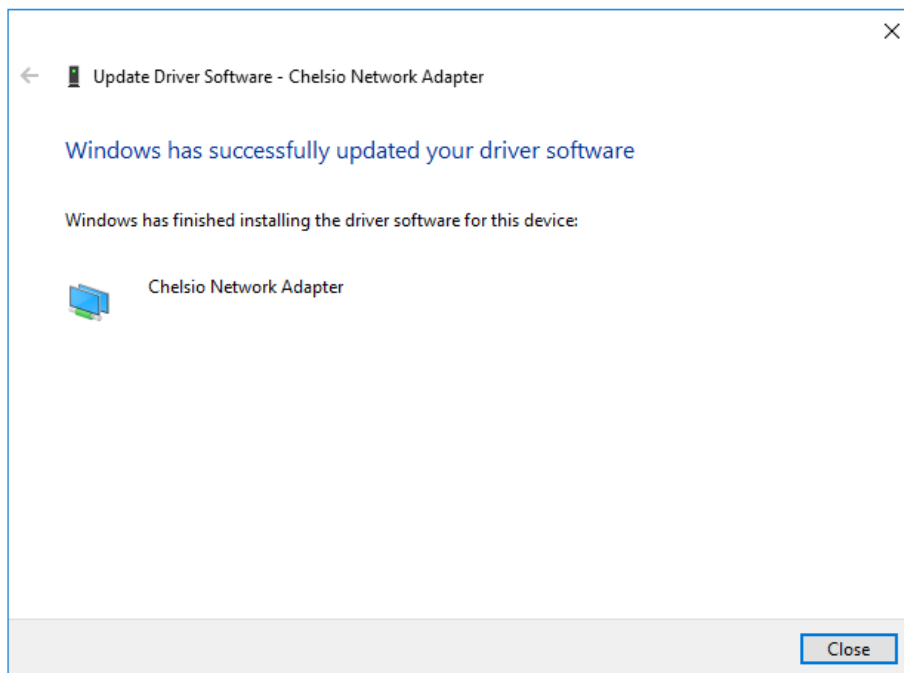 Update Driver Software - Chelsio Network Adapter
Windows has successfully updated your driver software
Windows has finished installing the driver software for this device:
Chelsio Network Adapter
Close